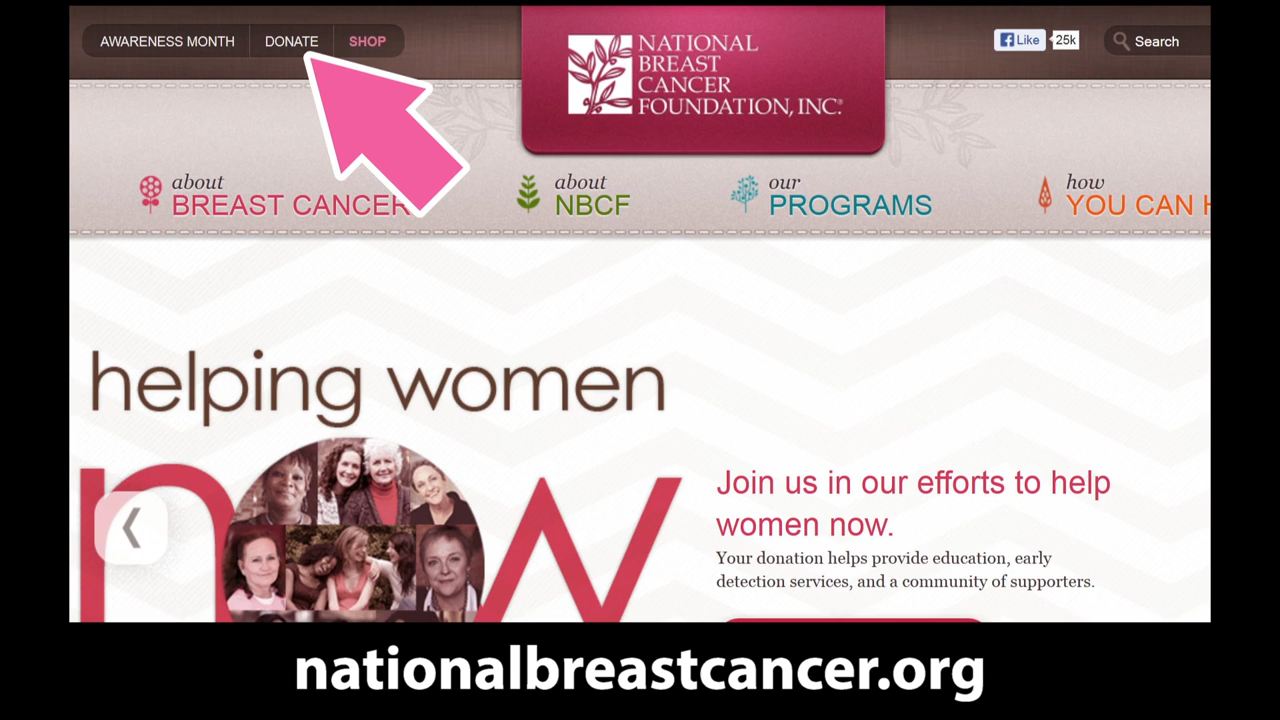 AWARENESS MONTH DONATE SHOP
NATIONAL
BREAST
CANCER
FOUNDATION, INC.®
Like 25k
Search
about
BREAST CANCER
about
NBCF
our
PROGRAMS
how
YOU CAN H
helping women
now
Join us in our efforts to help
women now.
Your donation helps provide education, early
detection services, and a community of supporters.
nationalbreastcancer.org